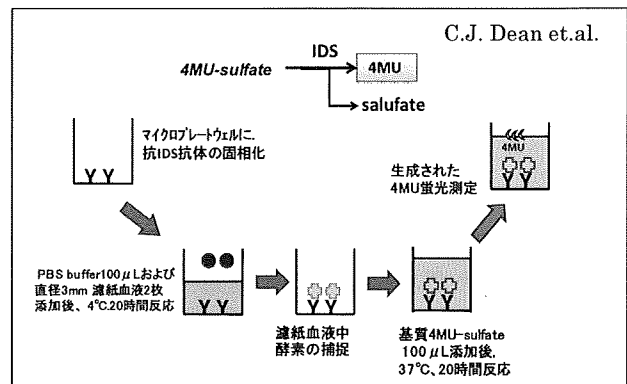 C.J. Dean et.al.
IDS
4MU-sulfate
4MU
salufate
マイクロプレートウェルに、
抗IDS抗体の固相化
YY
PBS buffer100μLおよび
直径3mm 濾紙血液2枚
添加後、4℃.20時間反応
YY
濾紙血液中
酵素の捕捉
YY
基質4MU-sulfate
100μL添加後,
37℃、20時間反応
YY
生成された
4MU蛍光測定
4MU
YY